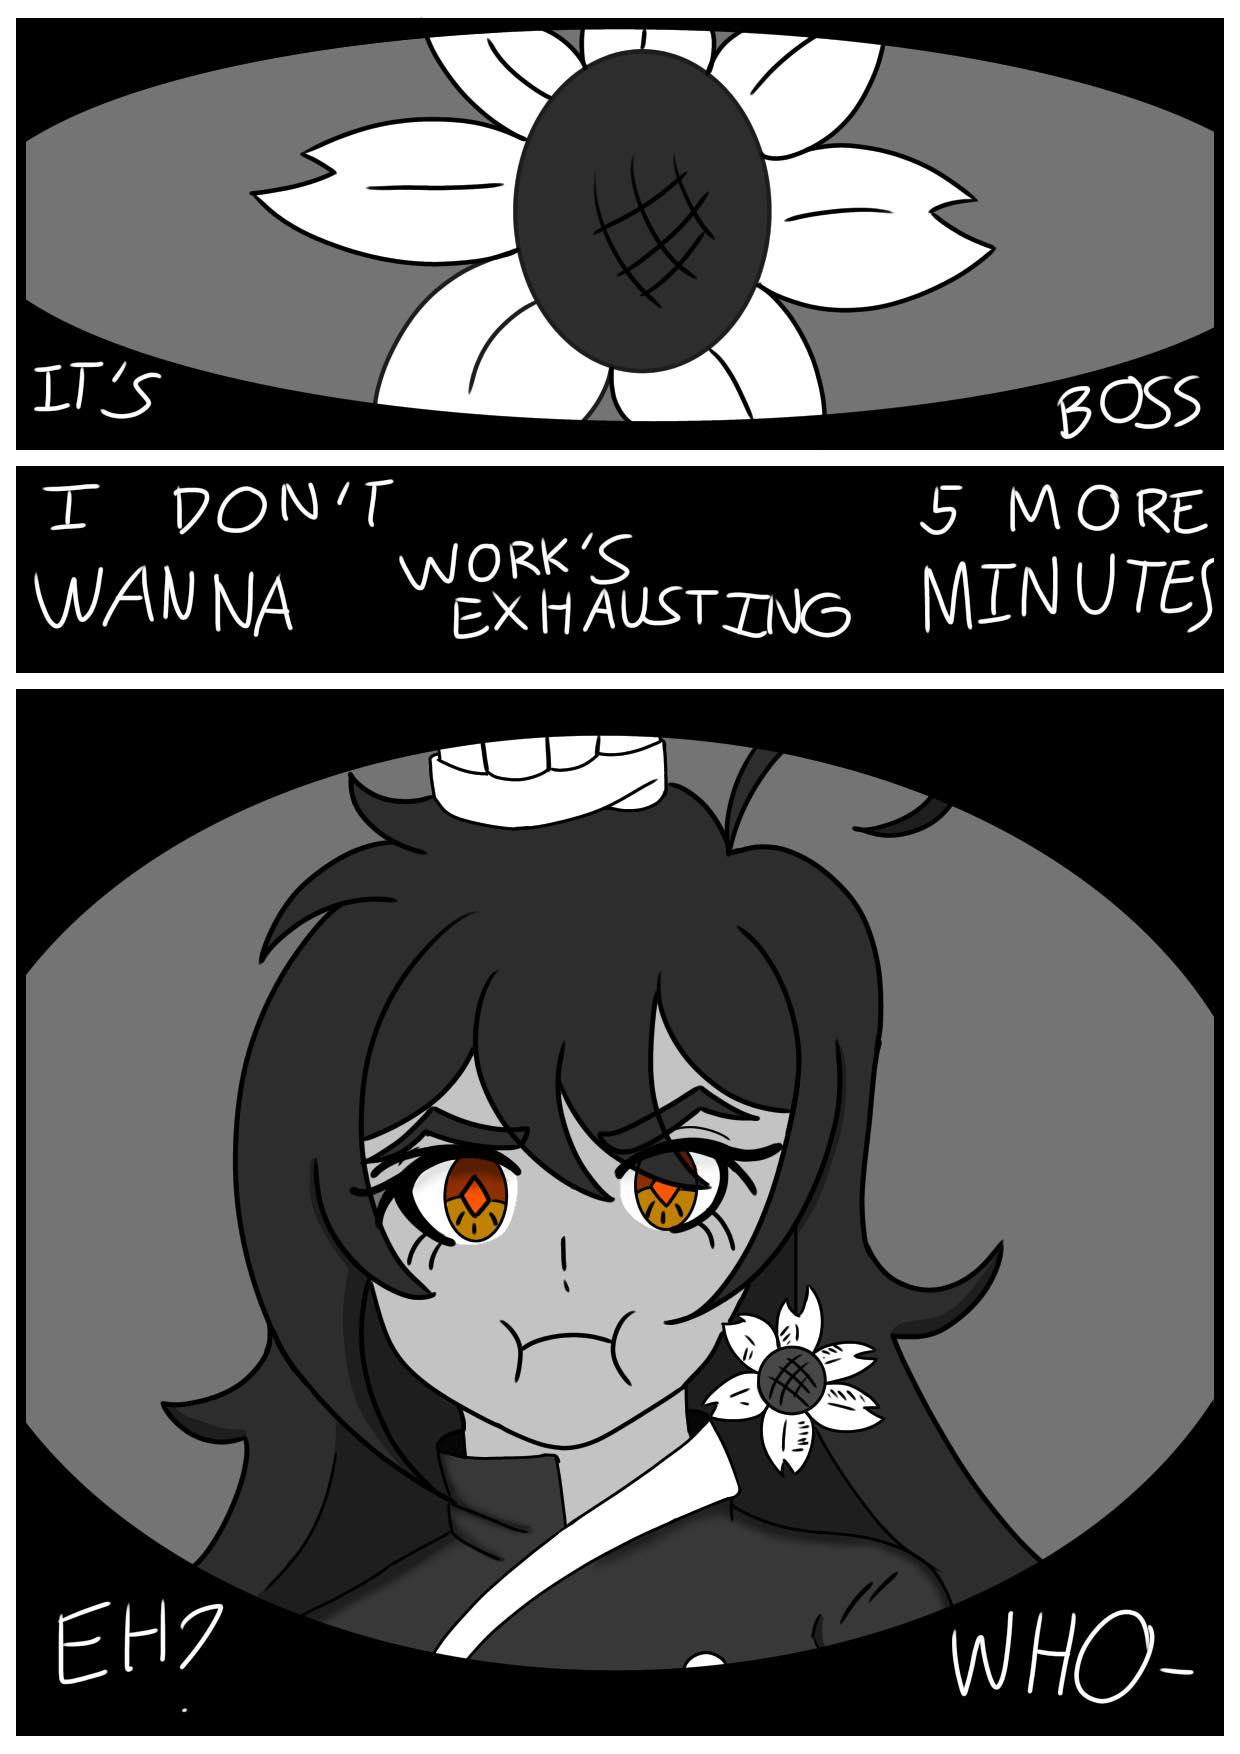 IT'S
BOSS
I DON'T
WANNA
WORK'S
EXHAUSTING
5 MORE
MINUTES
EH?
WHO-